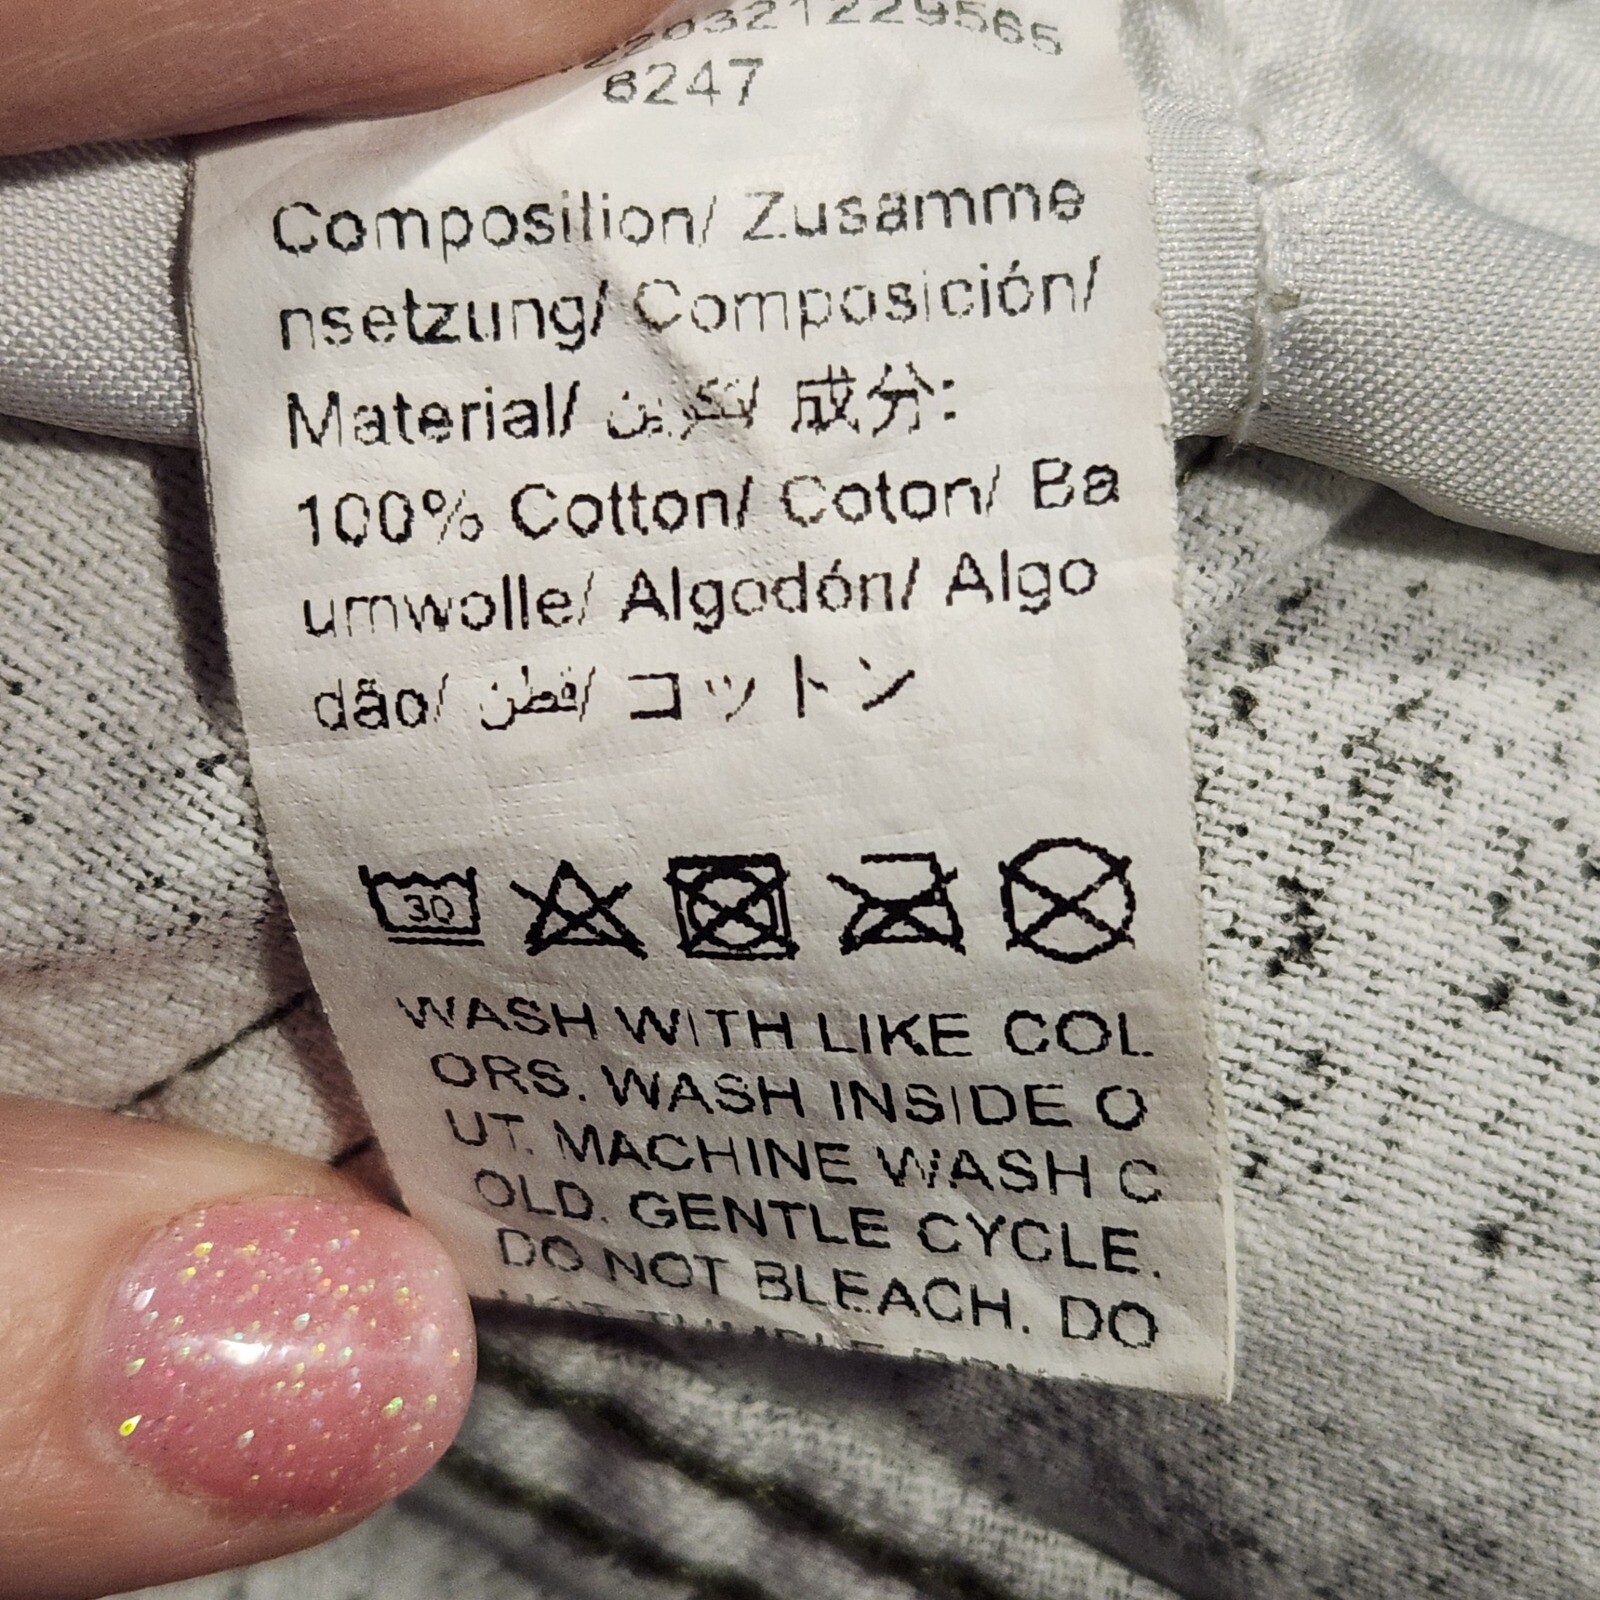 6247
Composition/ Zusamme
nsetzung/ Composición/
Material/ 成分:
100% Cotton/ Coton/ Ba
umwolle/ Algodón/ Algo
dão/ قطن/ コットン
30
WASH WITH LIKE COL
ORS. WASH INSIDE O
UT. MACHINE WASH C
OLD. GENTLE CYCLE.
DO NOT BLEACH. DO